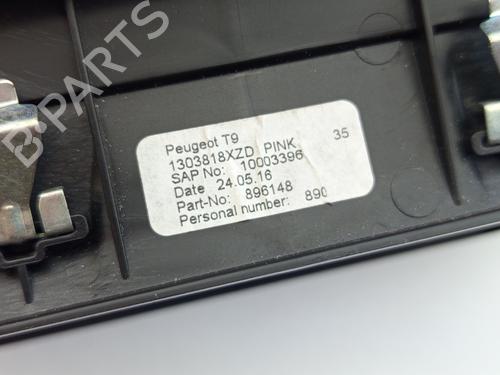 B-PARTS
Peugeot T9
1303818XZD PINK 35
SAP No: 10003396
Date 24.05.16
Part-No: 896148
Personal number: 890